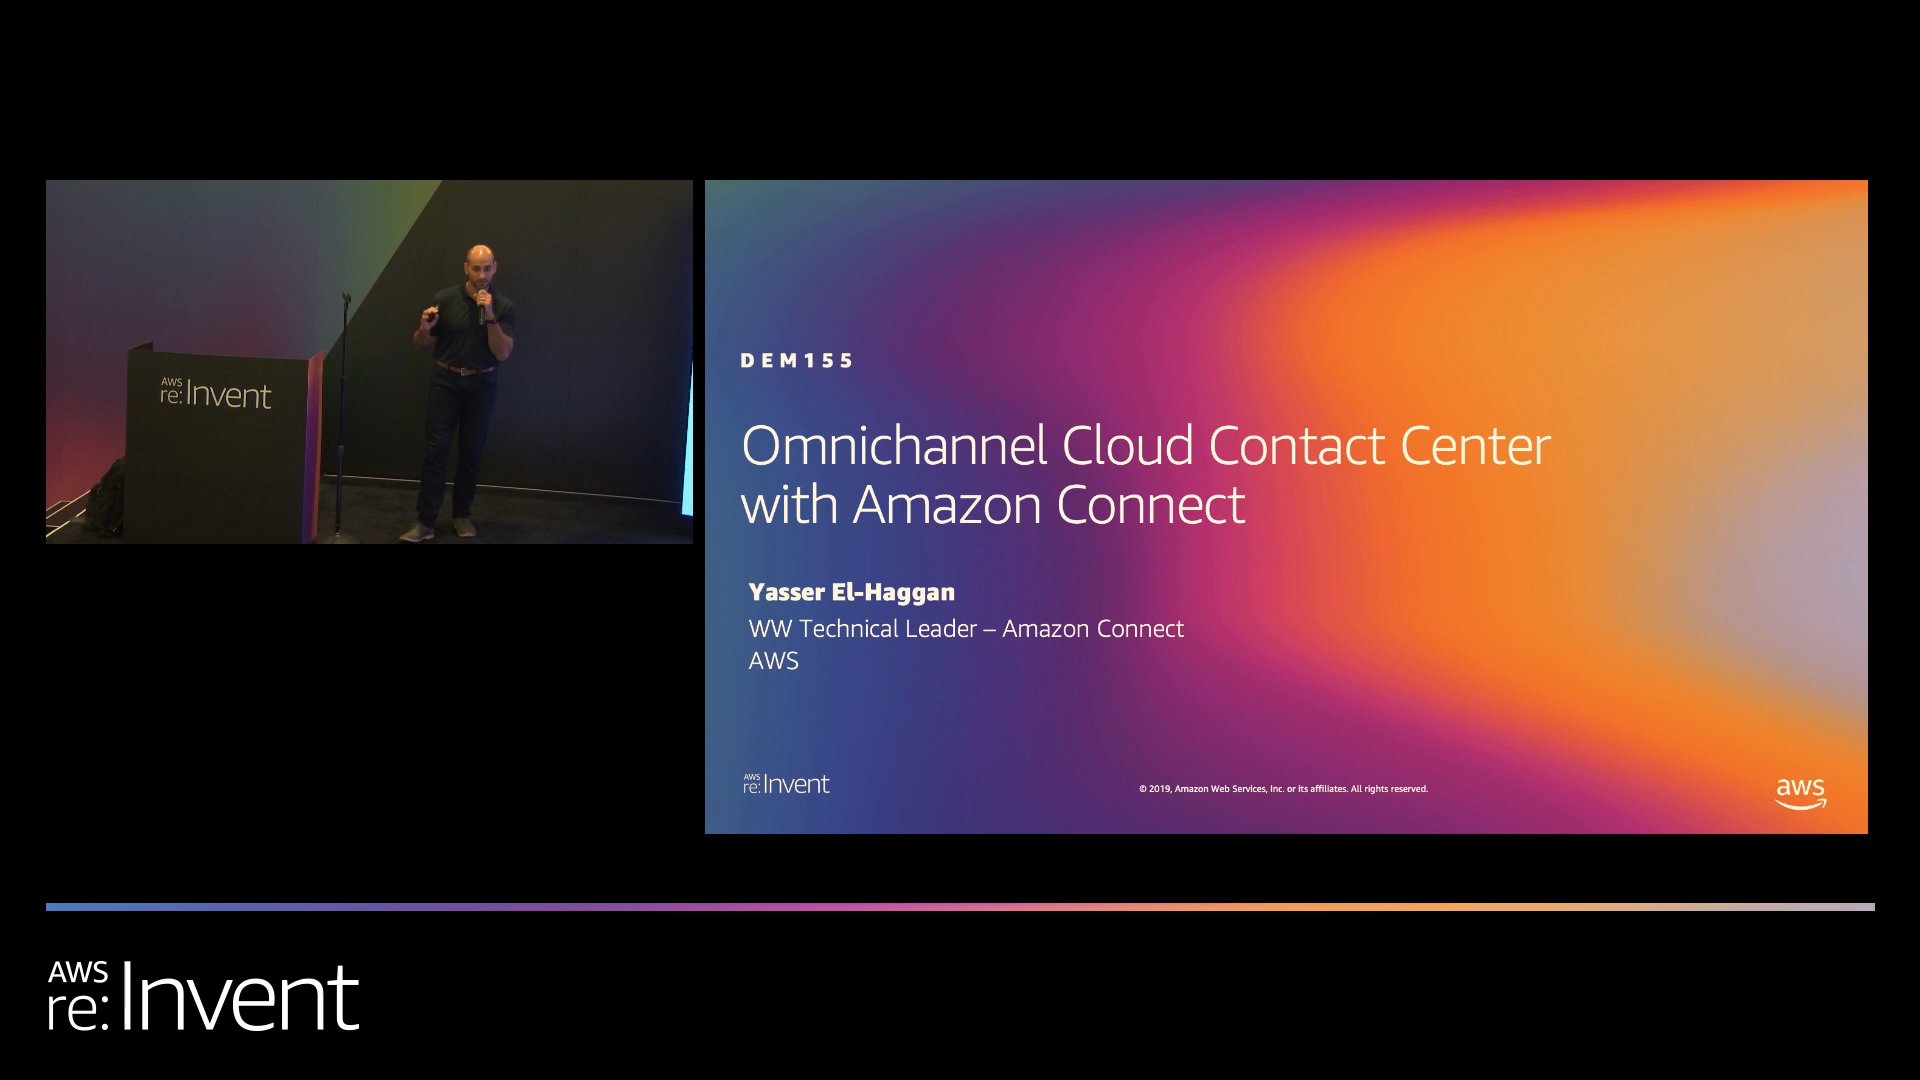 AWS
re:Invent
DEM155
Omnichannel Cloud Contact Center
with Amazon Connect
Yasser El-Haggan
WW Technical Leader – Amazon Connect
AWS
AWS
re:Invent
© 2019, Amazon Web Services, Inc. or its affiliates. All rights reserved.
aws
AWS
re:Invent